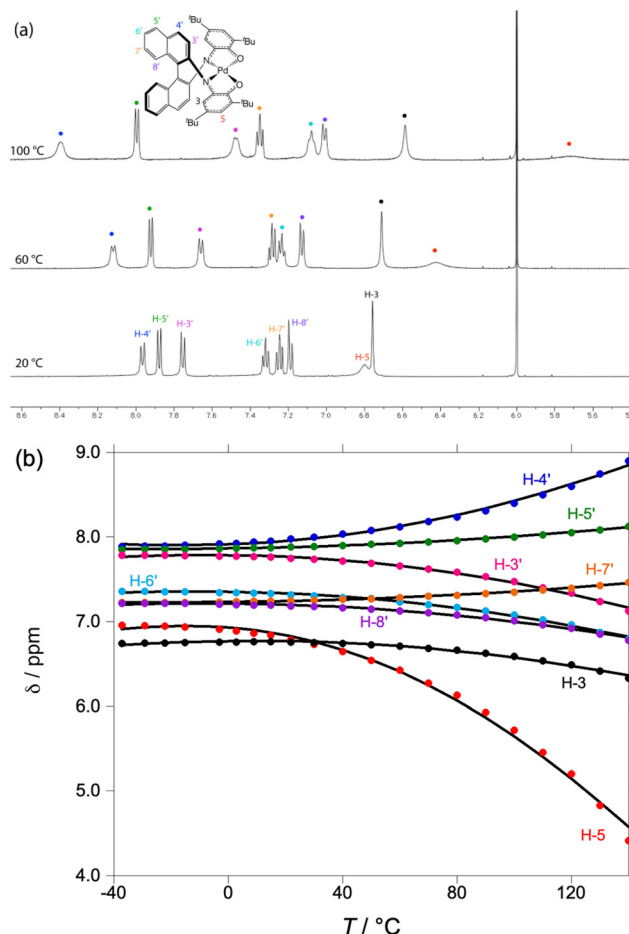 (a)
5' 4'
6' 3'
7'
8'
ᵗBu ᵗBu
N O
Pd
N O
3
ᵗBu 5 ᵗBu
100 °C
60 °C
H-3
H-4' H-5' H-3' H-6' H-7' H-8' H-5
20 °C
8.6 8.4 8.2 8.0 7.8 7.6 7.4 7.2 7.0 6.8 6.6 6.4 6.2 6.0 5.8 5.6
(b)
9.0
H-4'
H-5'
8.0
H-3'
H-7'
H-6'
H-8'
7.0
H-3
6.0
5.0
H-5
4.0
δ / ppm
-40 0 40 80 120
T / °C